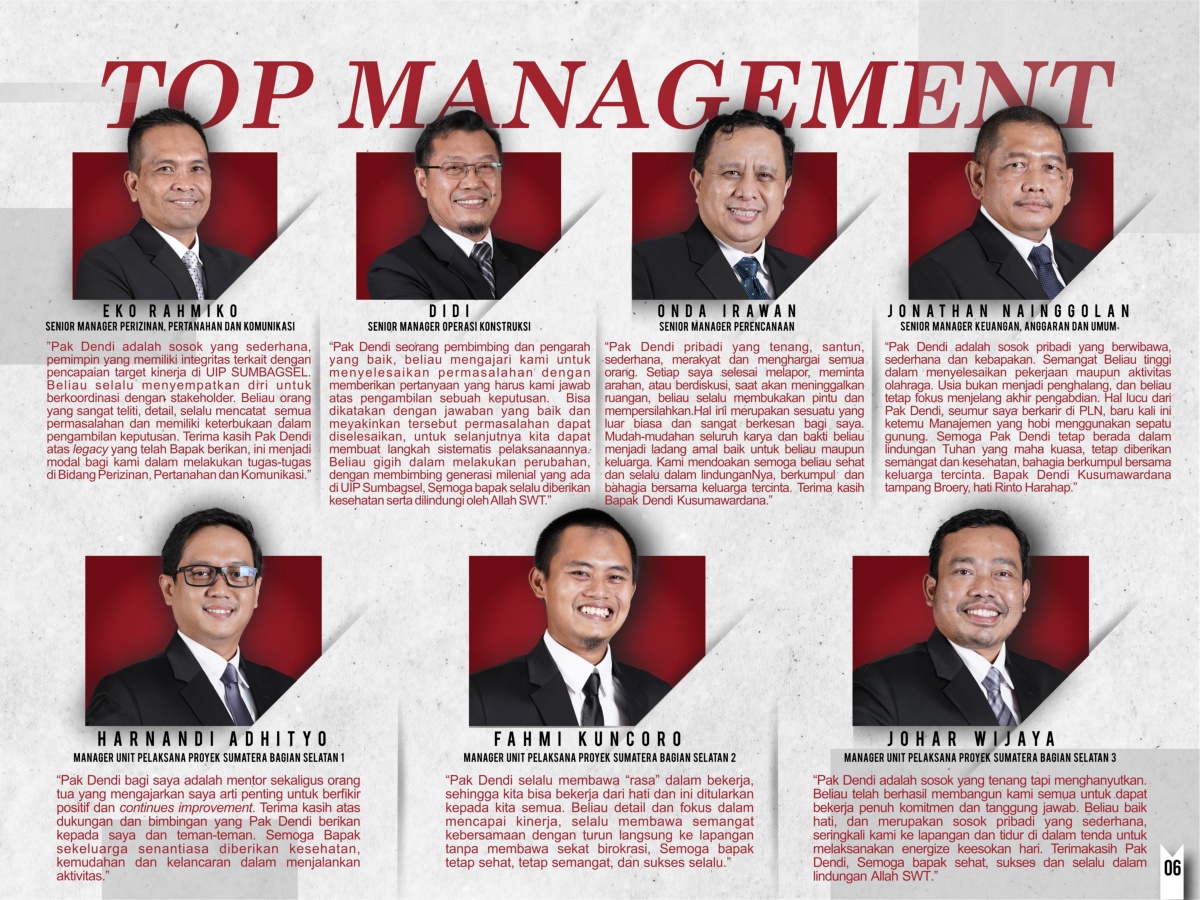 TOP MANAGEMENT
EKO RAHMIKO
SENIOR MANAGER PERIZINAN, PERTANAHAN DAN KOMUNIKASI
"Pak Dendi adalah sosok yang sederhana,
pemimpin yang memiliki integritas terkait dengan
pencapaian target kinerja di UIP SUMBAGSEL.
Beliau selalu menyempatkan diri untuk
berkoordinasi dengan stakeholder. Beliau orang
yang sangat teliti, detail, selalu mencatat semua
permasalahan dan memiliki keterbukaan dalam
pengambilan keputusan. Terima kasih Pak Dendi
atas legacy yang telah Bapak berikan, ini menjadi
modal bagi kami dalam melakukan tugas-tugas
di Bidang Perizinan, Pertanahan dan Komunikasi."
DIDI
SENIOR MANAGER OPERASI KONSTRUKSI
"Pak Dendi seorang pembimbing dan pengarah
yang baik, beliau mengajari kami untuk
menyelesaikan permasalahan dengan
memberikan pertanyaan yang harus kami jawab
atas pengambilan sebuah keputusan. Bisa
dikatakan dengan jawaban yang baik dan
meyakinkan tersebut permasalahan dapat
diselesaikan, untuk selanjutnya kita dapat
membuat langkah sistematis pelaksanaannya.
Beliau gigih dalam melakukan perubahan,
dengan membimbing generasi milenial yang ada
di UIP Sumbagsel, Semoga bapak selalu diberikan
kesehatan serta dilindungi oleh Allah SWT."
ONDA IRAWAN
SENIOR MANAGER PERENCANAAN
"Pak Dendi pribadi yang tenang, santun,
sederhana, merakyat dan menghargai semua
orang. Setiap saya selesai melapor, meminta
arahan, atau berdiskusi, saat akan meninggalkan
ruangan, beliau selalu membukakan pintu dan
mempersilahkan.Hal ini merupakan sesuatu yang
luar biasa dan sangat berkesan bagi saya.
Mudah-mudahan seluruh karya dan bakti beliau
menjadi ladang amal baik untuk beliau maupun
keluarga. Kami mendoakan semoga beliau sehat
dan selalu dalam lindunganNya, berkumpul dan
bahagia bersama keluarga tercinta. Terima kasih
Bapak Dendi Kusumawardana."
JONATHAN NAINGGOLAN
SENIOR MANAGER KEUANGAN, ANGGARAN DAN UMUM
"Pak Dendi adalah sosok pribadi yang berwibawa,
sederhana dan kebapakan. Semangat Beliau tinggi
dalam menyelesaikan pekerjaan maupun aktivitas
olahraga. Usia bukan menjadi penghalang, dan beliau
tetap fokus menjelang akhir pengabdian. Hal lucu dari
Pak Dendi, seumur saya berkarir di PLN, baru kali ini
ketemu Manajemen yang hobi menggunakan sepatu
gunung. Semoga Pak Dendi tetap berada dalam
lindungan Tuhan yang maha kuasa, tetap diberikan
semangat dan kesehatan, bahagia berkumpul bersama
keluarga tercinta. Bapak Dendi Kusumawardana
tampang Broery, hati Rinto Harahap."
HARNANDI ADHITYO
MANAGER UNIT PELAKSANA PROYEK SUMATERA BAGIAN SELATAN 1
"Pak Dendi bagi saya adalah mentor sekaligus orang
tua yang mengajarkan saya arti penting untuk berfikir
positif dan continues improvement. Terima kasih atas
dukungan dan bimbingan yang Pak Dendi berikan
kepada saya dan teman-teman. Semoga Bapak
sekeluarga senantiasa diberikan kesehatan,
kemudahan dan kelancaran dalam menjalankan
aktivitas."
FAHMI KUNCORO
MANAGER UNIT PELAKSANA PROYEK SUMATERA BAGIAN SELATAN 2
"Pak Dendi selalu membawa "rasa" dalam bekerja,
sehingga kita bisa bekerja dari hati dan ini ditularkan
kepada kita semua. Beliau detail dan fokus dalam
mencapai kinerja, selalu membawa semangat
kebersamaan dengan turun langsung ke lapangan
tanpa membawa sekat birokrasi, Semoga bapak
tetap sehat, tetap semangat, dan sukses selalu."
JOHAR WIJAYA
MANAGER UNIT PELAKSANA PROYEK SUMATERA BAGIAN SELATAN 3
"Pak Dendi adalah sosok yang tenang tapi menghanyutkan.
Beliau telah berhasil membangun kami semua untuk dapat
bekerja penuh komitmen dan tanggung jawab. Beliau baik
hati, dan merupakan sosok pribadi yang sederhana,
seringkali kami ke lapangan dan tidur di dalam tenda untuk
melaksanakan energize keesokan hari. Terimakasih Pak
Dendi, Semoga bapak sehat, sukses dan selalu dalam
lindungan Allah SWT."
06